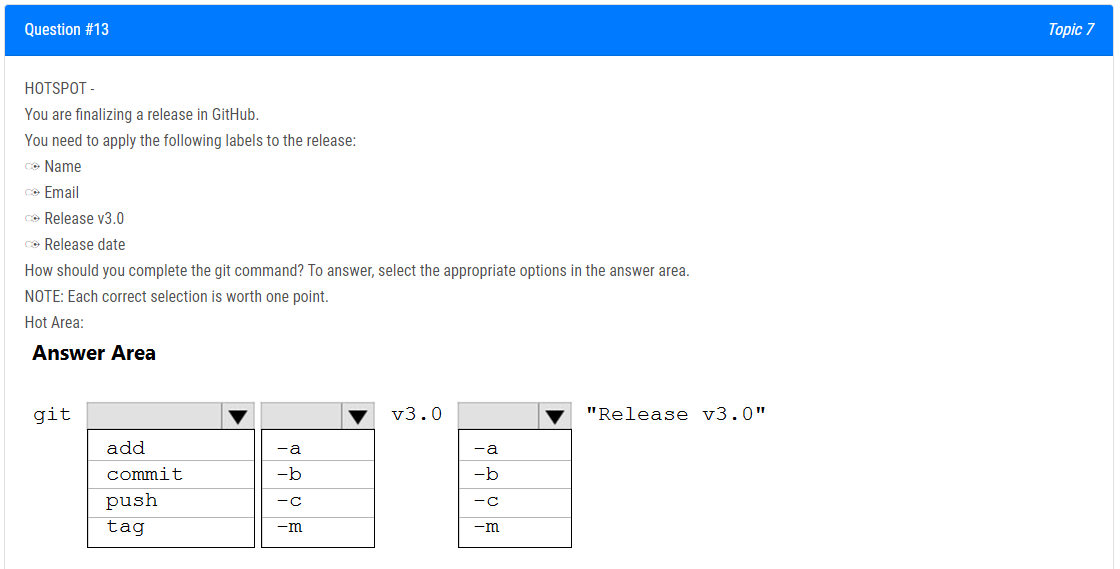 Question #13
Topic 7
HOTSPOT -
You are finalizing a release in GitHub.
You need to apply the following labels to the release:
Name
Email
Release v3.0
Release date
How should you complete the git command? To answer, select the appropriate options in the answer area.
NOTE: Each correct selection is worth one point.
Hot Area:
Answer Area
git v3.0 "Release v3.0"
add -a -a
commit -b -b
push -c -c
tag -m -m